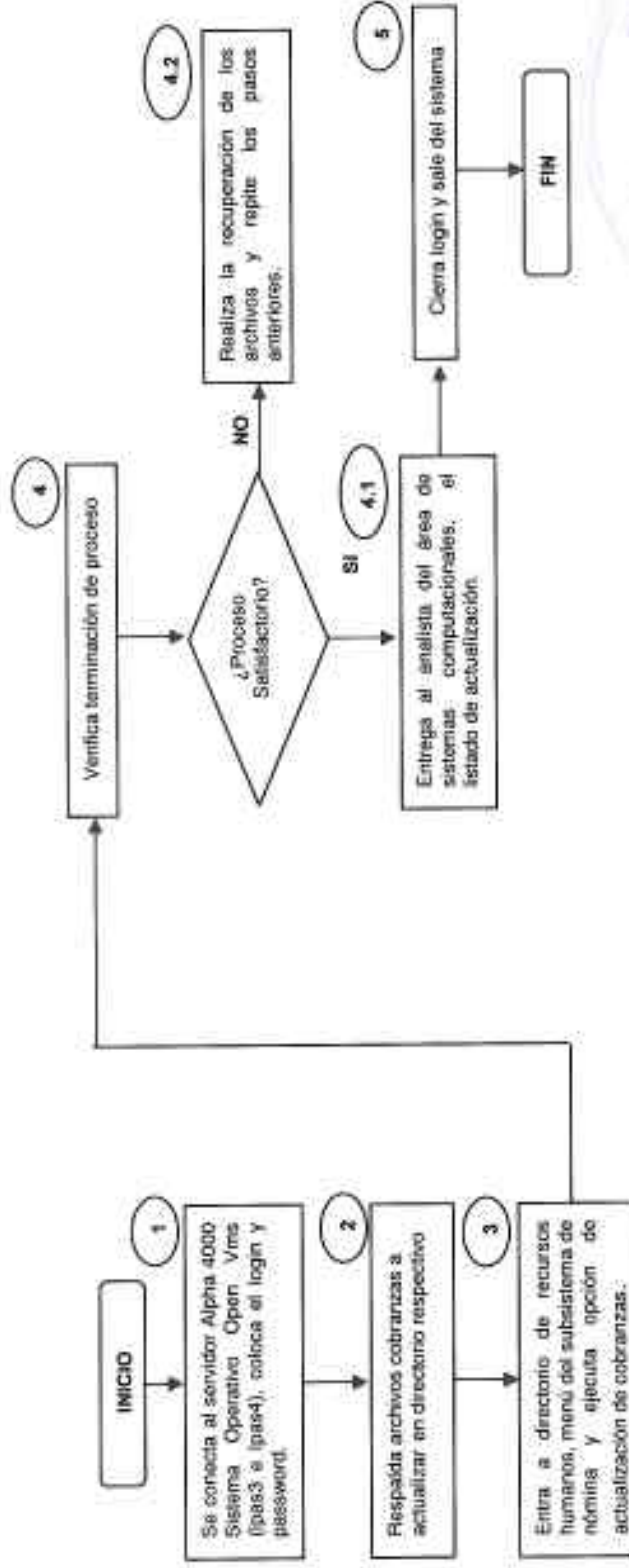 INICIO
1
Se conecta al servidor Alpha 4000
Sistema Operativo Open Vms
(Ipas3 e Ipas4), coloca el login y
password.
2
Respalda archivos cobranzas a
actualizar en directorio respectivo
3
Entra a directorio de recursos
humanos, menú del subsistema de
nómina y ejecuta opción de
actualización de cobranzas.
4
Verifica terminación de proceso
¿Proceso
Satisfactorio?
NO
4.2
Realiza la recuperación de los
archivos y repite los pasos
anteriores.
SI
4.1
Entrega al analista del área de
sistemas computacionales, el
listado de actualización.
5
Cierra login y sale del sistema
FIN